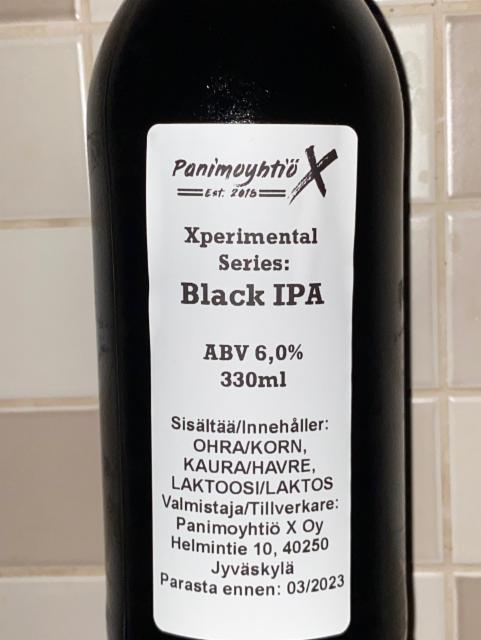 Panimoyhtiö X
Est. 2016
Xperimental
Series:
Black IPA
ABV 6,0%
330ml
Sisältää/Innehåller:
OHRA/KORN,
KAURA/HAVRE,
LAKTOOSI/LAKTOS
Valmistaja/Tillverkare:
Panimoyhtiö X Oy
Helmintie 10, 40250
Jyväskylä
Parasta ennen: 03/2023